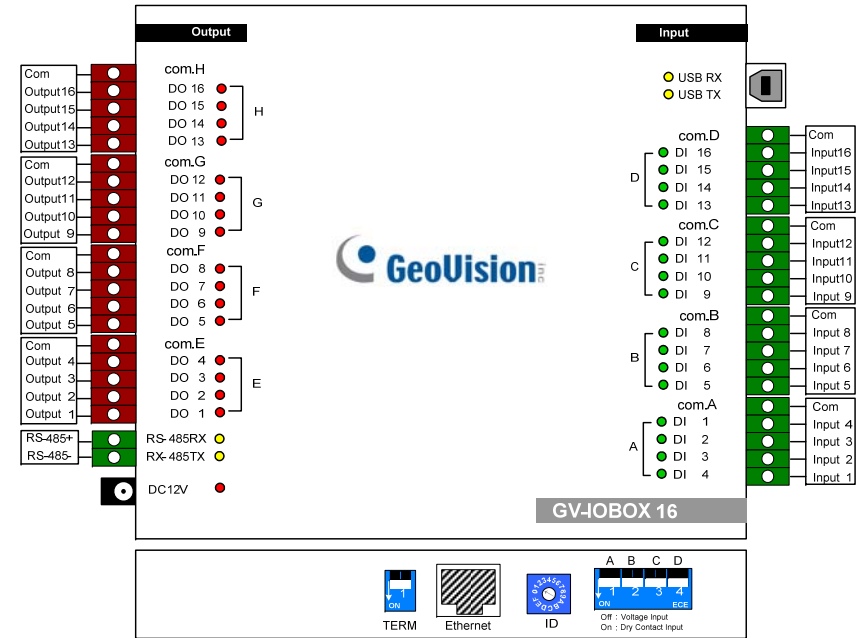 Output
Input
com.H
DO 16
DO 15
DO 14
DO 13
H
Com
Output16
Output15
Output14
Output13
com.G
DO 12
DO 11
DO 10
DO 9
G
Com
Output12
Output11
Output10
Output 9
com.F
DO 8
DO 7
DO 6
DO 5
F
Com
Output 8
Output 7
Output 6
Output 5
com.E
DO 4
DO 3
DO 2
DO 1
E
Com
Output 4
Output 3
Output 2
Output 1
RS-485+
RS-485-
RS-485RX
RX-485TX
DC12V
GeoVision inc
USB RX
USB TX
com.D
DI 16
DI 15
DI 14
DI 13
D
Com
Input16
Input15
Input14
Input13
com.C
DI 12
DI 11
DI 10
DI 9
C
Com
Input12
Input11
Input10
Input 9
com.B
DI 8
DI 7
DI 6
DI 5
B
Com
Input 8
Input 7
Input 6
Input 5
com.A
DI 1
DI 2
DI 3
DI 4
A
Com
Input 4
Input 3
Input 2
Input 1
GV-IOBOX 16
1
ON
TERM
Ethernet
0123456789ABCDEF
ID
A B C D
1 2 3 4
ON ECE
Off : Voltage Input
On : Dry Contact Input